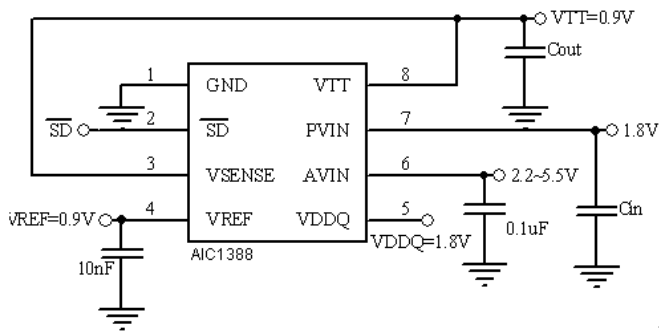 VTT=0.9V
Cout
1 GND VTT 8
SD 2 SD PVIN 7 1.8V
3 VSENSE AVIN 6 2.2~5.5V
VREF=0.9V 4 VREF VDDQ 5
VDDQ=1.8V 0.1uF Cin
10nF AIC1388